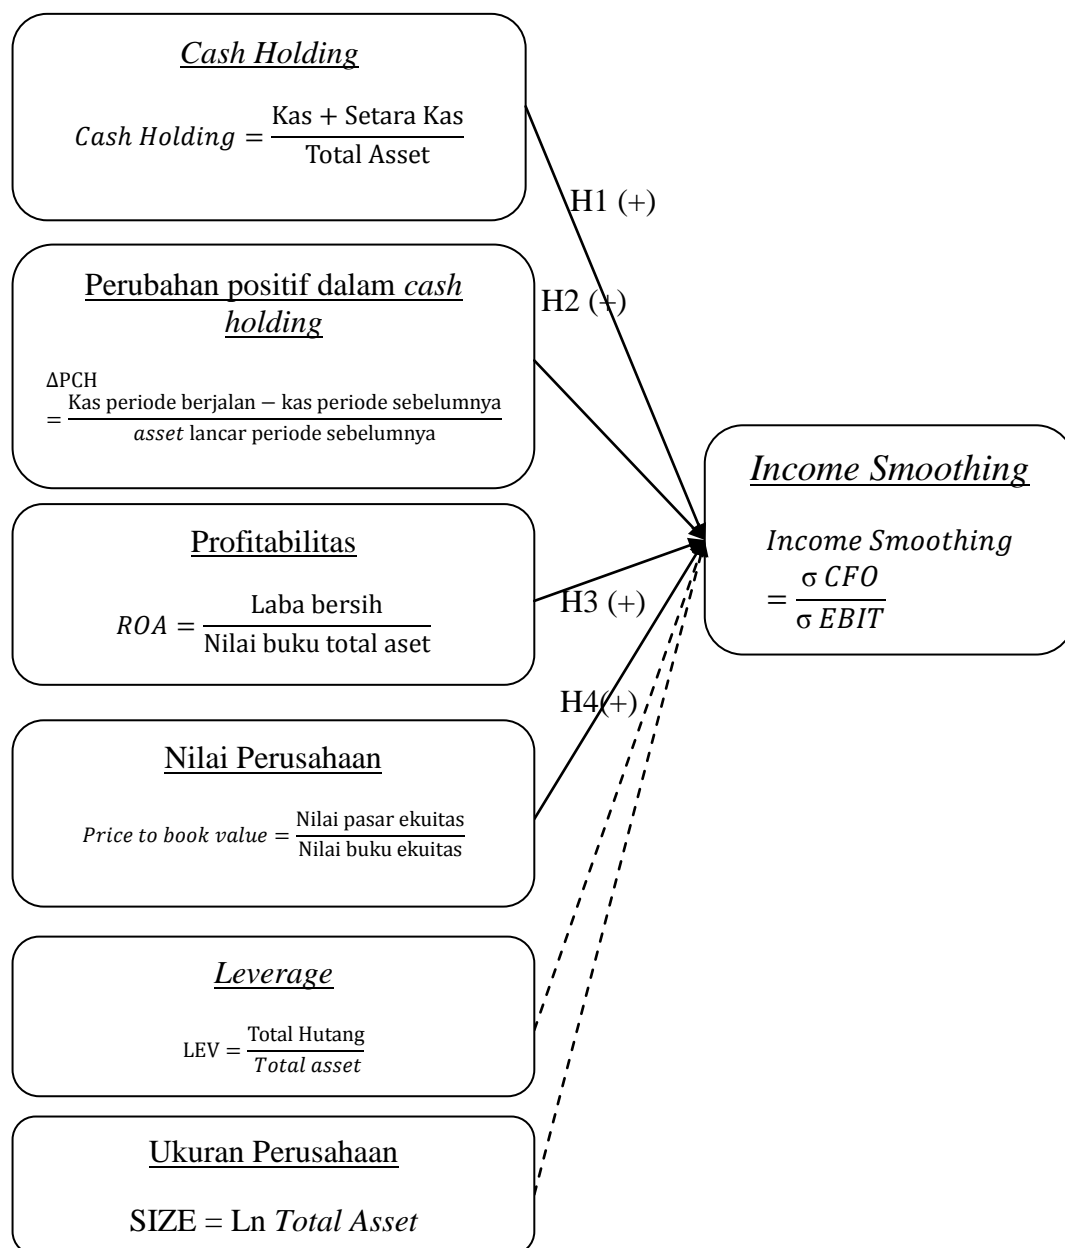 Cash Holding
Cash Holding = Kas + Setara Kas / Total Asset
H1 (+)
Perubahan positif dalam cash
holding
ΔPCH
= Kas periode berjalan − kas periode sebelumnya / asset lancar periode sebelumnya
H2 (+)
Income Smoothing
Income Smoothing
= σ CFO / σ EBIT
Profitabilitas
ROA = Laba bersih / Nilai buku total aset
H3 (+)
H4(+)
Nilai Perusahaan
Price to book value = Nilai pasar ekuitas / Nilai buku ekuitas
Leverage
LEV = Total Hutang / Total asset
Ukuran Perusahaan
SIZE = Ln Total Asset